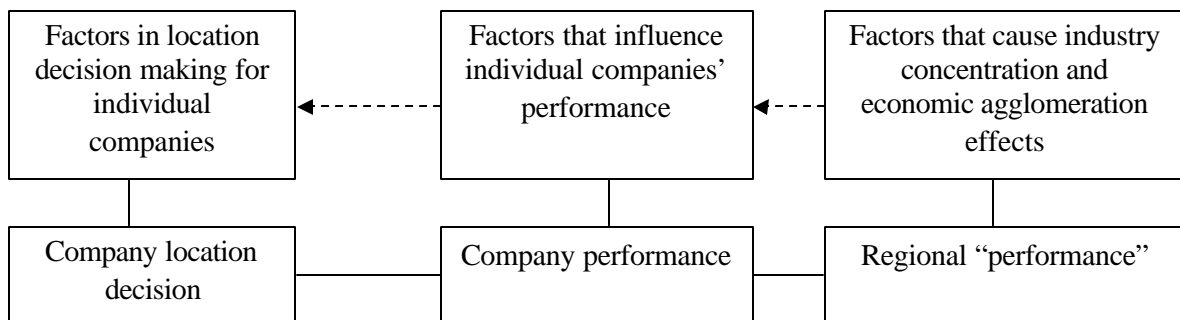 Factors in location
decision making for
individual
companies
Factors that influence
individual companies’
performance
Factors that cause industry
concentration and
economic agglomeration
effects
Company location
decision
Company performance
Regional “performance”